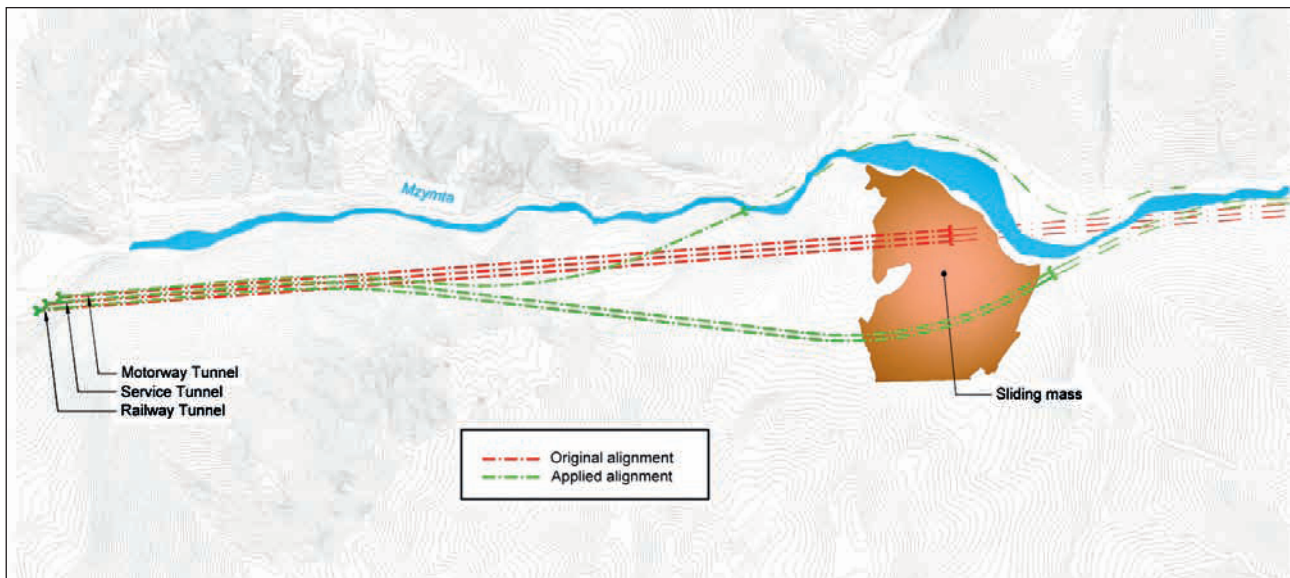 Mzymta
Motorway Tunnel
Service Tunnel
Railway Tunnel
Sliding mass
Original alignment
Applied alignment